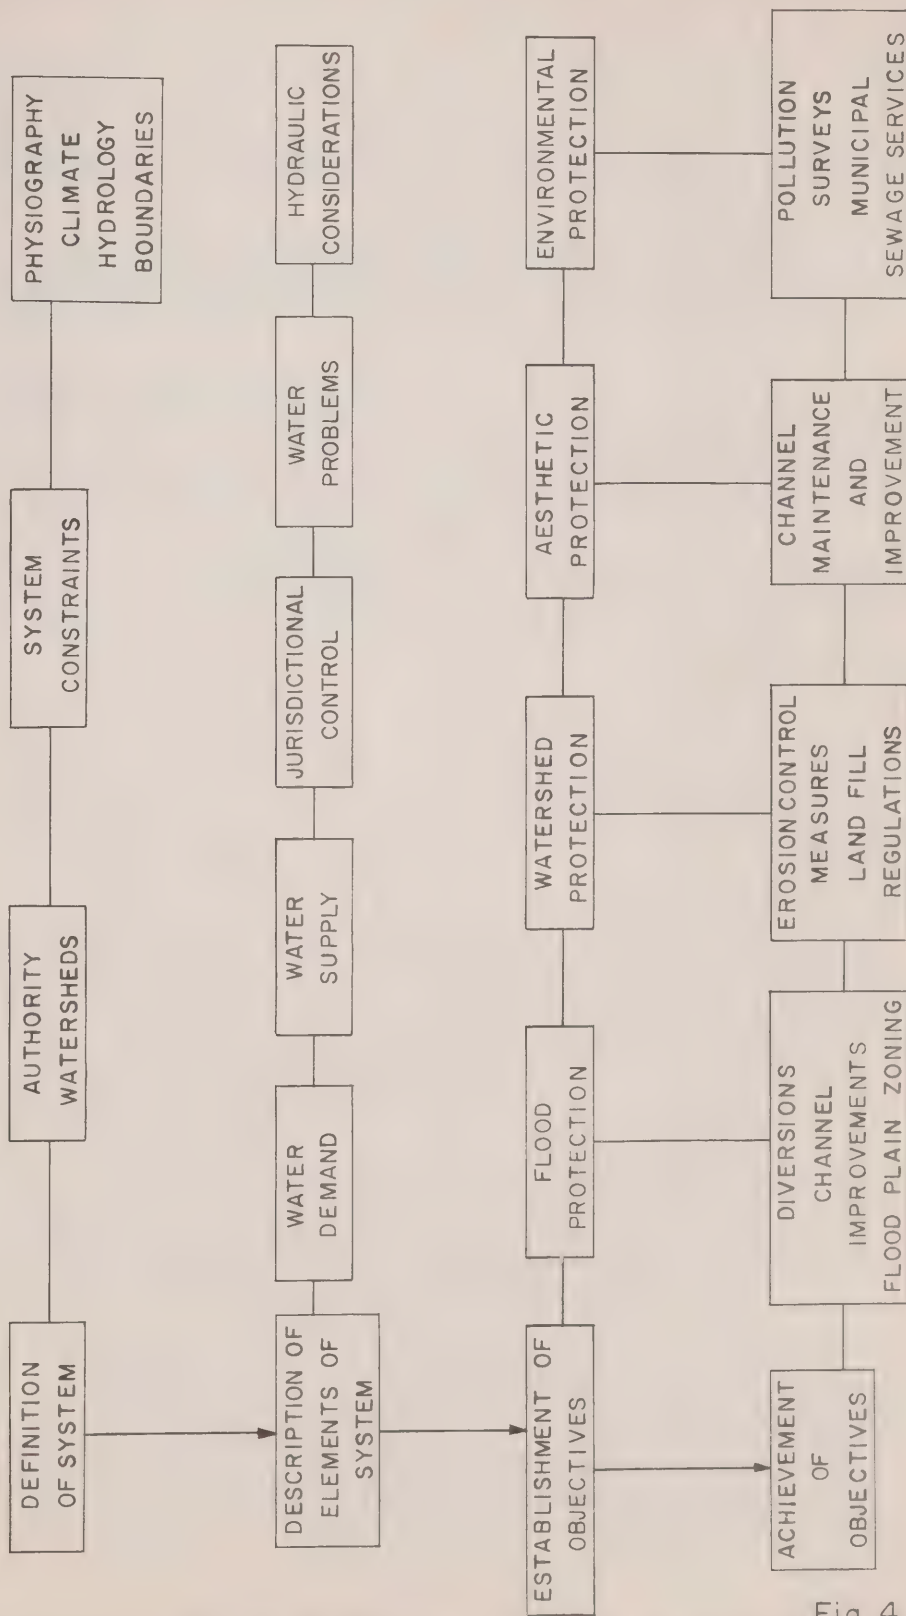 DEFINITION
OF SYSTEM
AUTHORITY
WATERSHEDS
SYSTEM
CONSTRAINTS
PHYSIOGRAPHY
CLIMATE
HYDROLOGY
BOUNDARIES
DESCRIPTION OF
ELEMENTS OF
SYSTEM
WATER
DEMAND
WATER
SUPPLY
JURISDICTIONAL
CONTROL
WATER
PROBLEMS
HYDRAULIC
CONSIDERATIONS
ESTABLISHMENT OF
OBJECTIVES
FLOOD
PROTECTION
WATERSHED
PROTECTION
AESTHETIC
PROTECTION
ENVIRONMENTAL
PROTECTION
ACHIEVEMENT
OF
OBJECTIVES
DIVERSIONS
CHANNEL
IMPROVEMENTS
FLOOD PLAIN ZONING
EROSION CONTROL
MEASURES
LAND FILL
REGULATIONS
CHANNEL
MAINTENANCE
AND
IMPROVEMENT
POLLUTION
SURVEYS
MUNICIPAL
SEWAGE SERVICES
Fig. 4